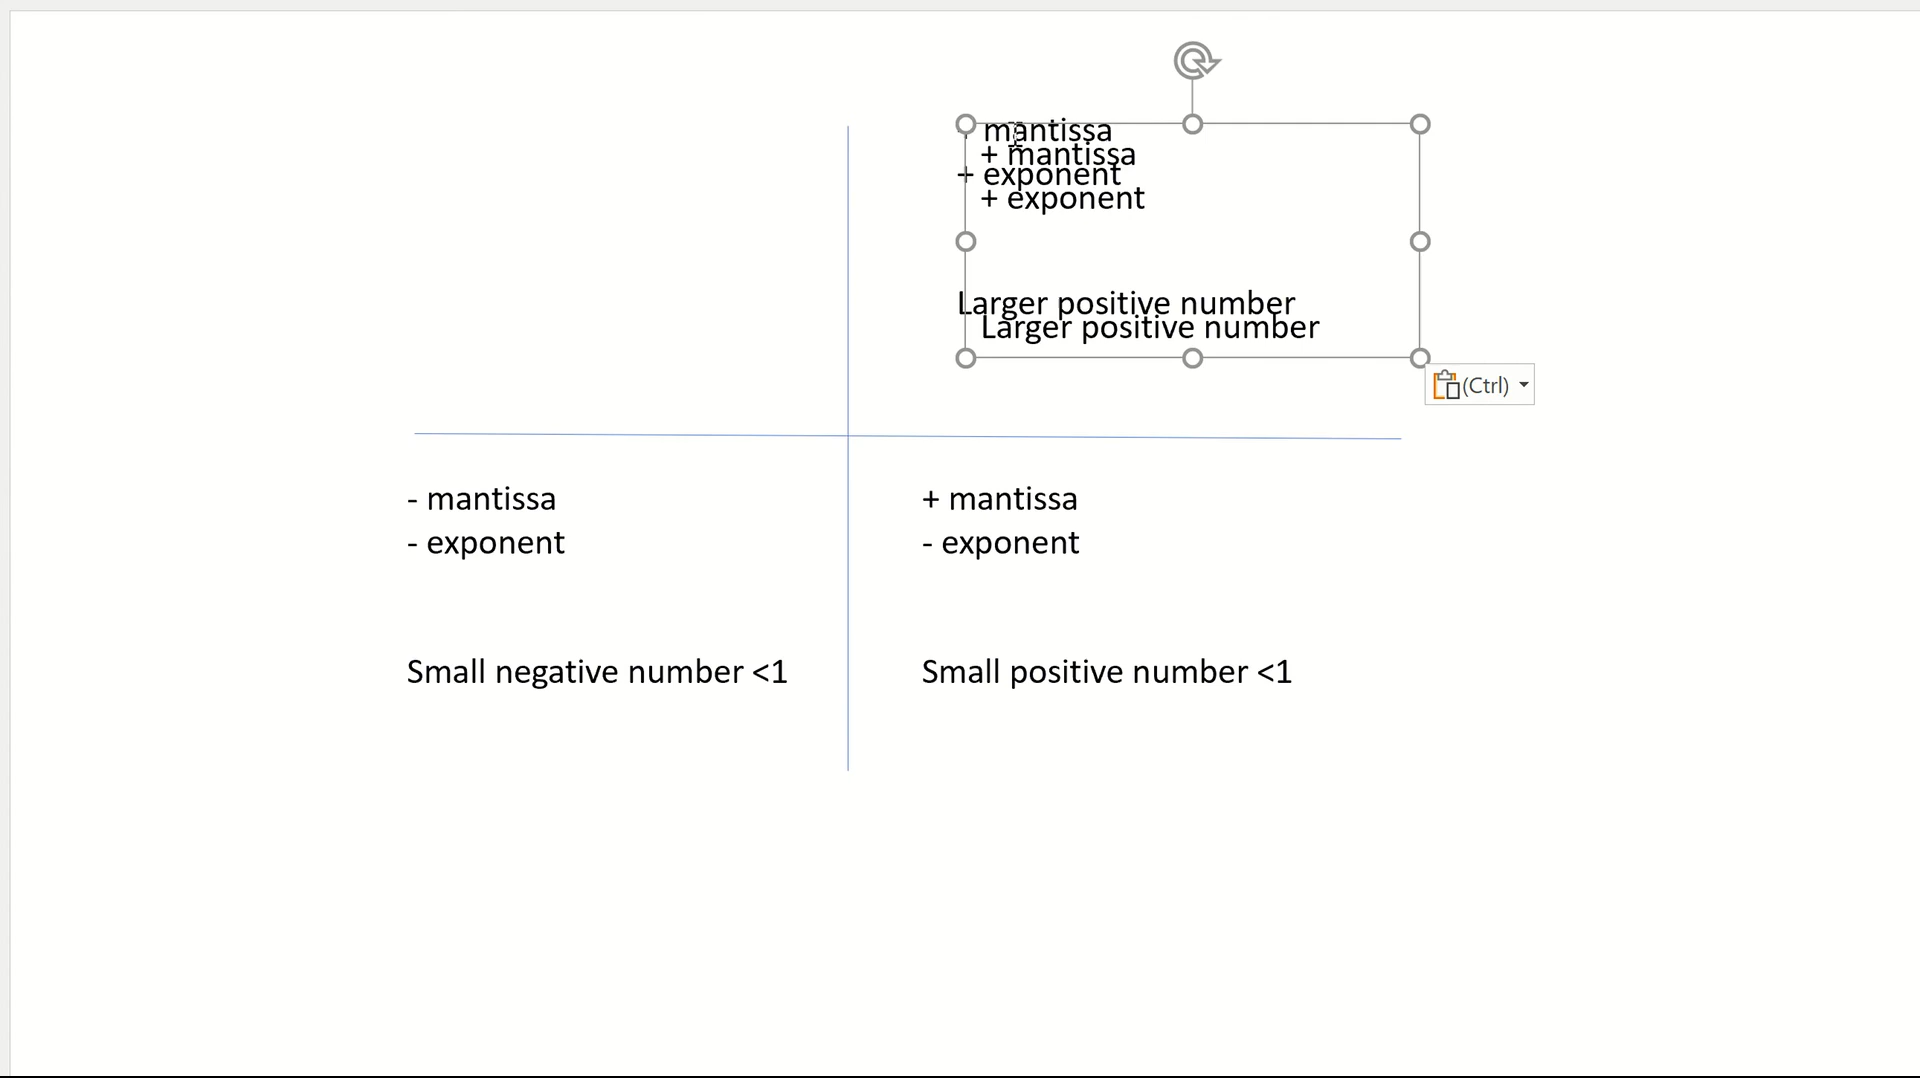 + mantissa
+ mantissa
+ exponent
+ exponent
Larger positive number
Larger positive number
(Ctrl)
- mantissa
- exponent
Small negative number <1
+ mantissa
- exponent
Small positive number <1